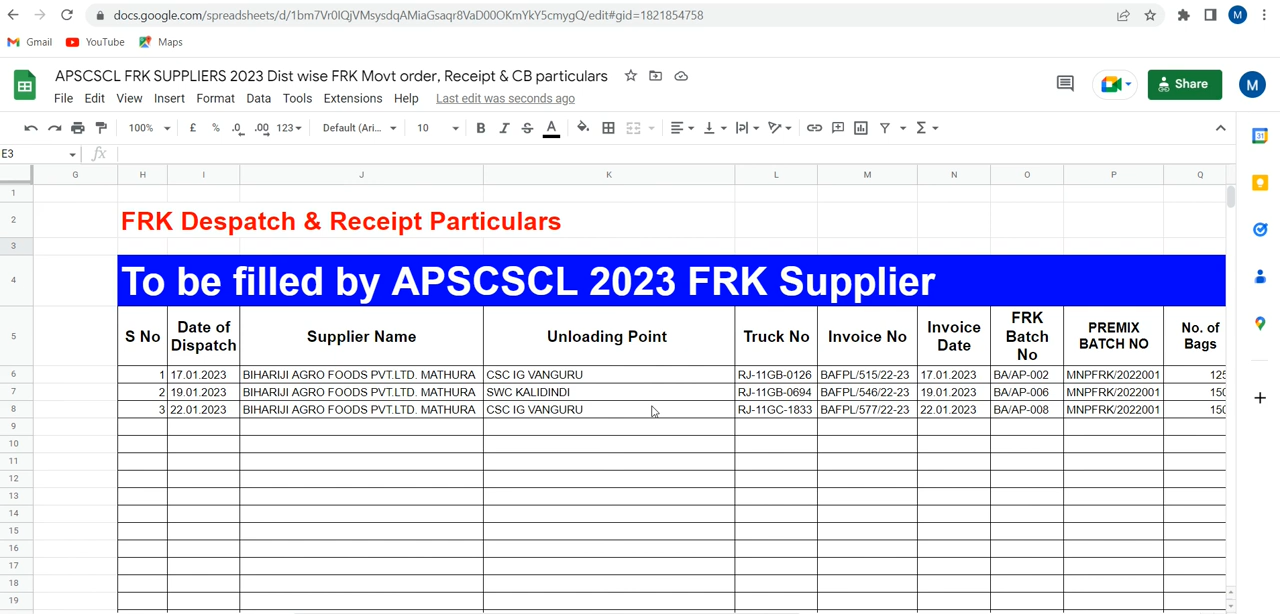 docs.google.com/spreadsheets/d/1bm7Vr0IQjVMsysdqAMiaGsaqr8VaD00OKmYkY5cmygQ/edit#gid=1821854758
M
Gmail YouTube Maps
APSCSCL FRK SUPPLIERS 2023 Dist wise FRK Movt order, Receipt & CB particulars
Share M
File Edit View Insert Format Data Tools Extensions Help Last edit was seconds ago
100% £ % .0 .00 123 Default (Ari... 10 B I S A Σ
31
E3 fx
G H I J K L M N O P Q
1
2 FRK Despatch & Receipt Particulars
3
4 To be filled by APSCSCL 2023 FRK Supplier
5 S No Date of Dispatch Supplier Name Unloading Point Truck No Invoice No Invoice Date FRK Batch No PREMIX BATCH NO No. of Bags
6 1 17.01.2023 BIHARIJI AGRO FOODS PVT.LTD. MATHURA CSC IG VANGURU RJ-11GB-0126 BAFPL/515/22-23 17.01.2023 BA/AP-002 MNPFRK/2022001 125
7 2 19.01.2023 BIHARIJI AGRO FOODS PVT.LTD. MATHURA SWC KALIDINDI RJ-11GB-0694 BAFPL/546/22-23 19.01.2023 BA/AP-006 MNPFRK/2022001 150
8 3 22.01.2023 BIHARIJI AGRO FOODS PVT.LTD. MATHURA CSC IG VANGURU RJ-11GC-1833 BAFPL/577/22-23 22.01.2023 BA/AP-008 MNPFRK/2022001 150
9
10
11
12
13
14
15
16
17
18
19